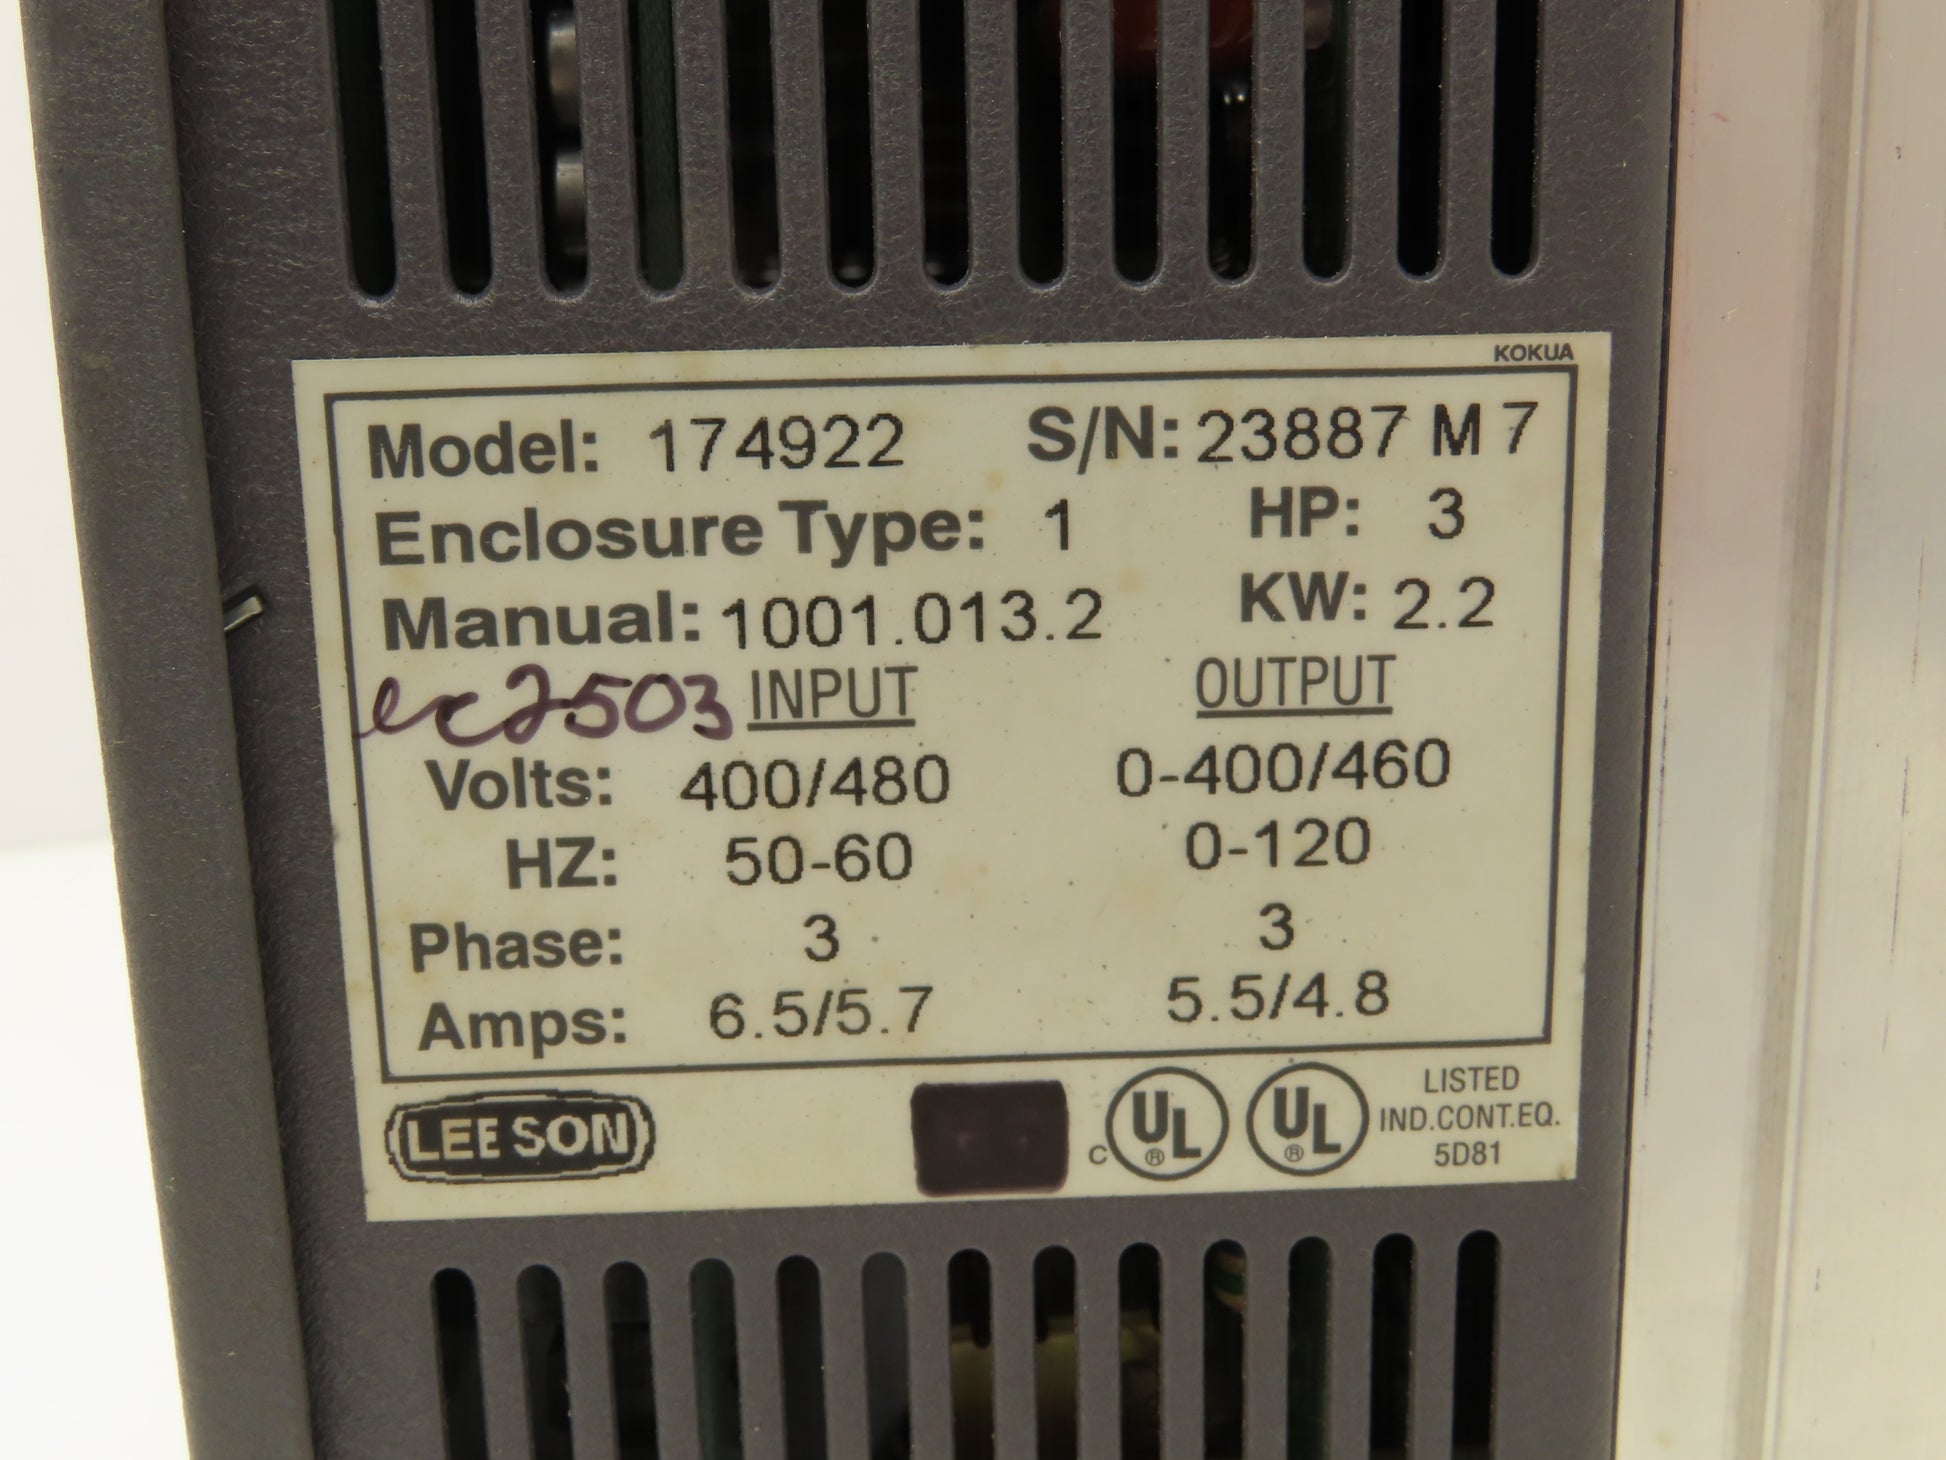 KOKUA
Model: 174922 S/N: 23887 M 7
Enclosure Type: 1 HP: 3
Manual: 1001.013.2 KW: 2.2
ec2503 INPUT OUTPUT
Volts: 400/480 0-400/460
HZ: 50-60 0-120
Phase: 3 3
Amps: 6.5/5.7 5.5/4.8
LEESON
C UL ® UL ®
LISTED
IND.CONT.EQ.
5D81